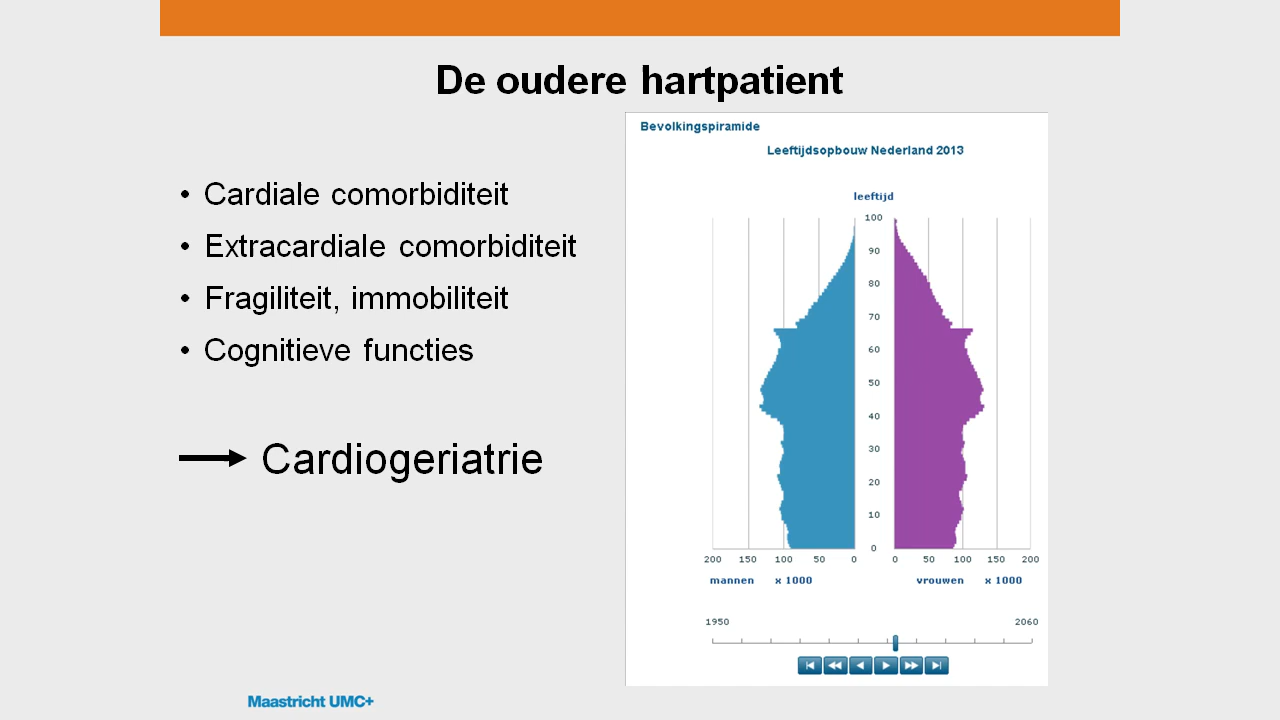 De oudere hartpatient
• Cardiale comorbiditeit
• Extracardiale comorbiditeit
• Fragiliteit, immobiliteit
• Cognitieve functies
Cardiogeriatrie
Bevolkingspiramide
Leeftijdsopbouw Nederland 2013
leeftijd
100
90
80
70
60
50
40
30
20
10
0
200 150 100 50 0 0 50 100 150 200
mannen x 1000 vrouwen x 1000
1950 2060
Maastricht UMC+